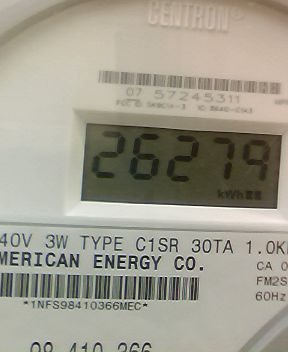 CENTRON®
07 57245311
26279
kWh
40V 3W TYPE C1SR 30TA 1.0K
MERICAN ENERGY CO.
CA 0
FM2S
*1NFS98410366MEC*
60Hz
98 410 366